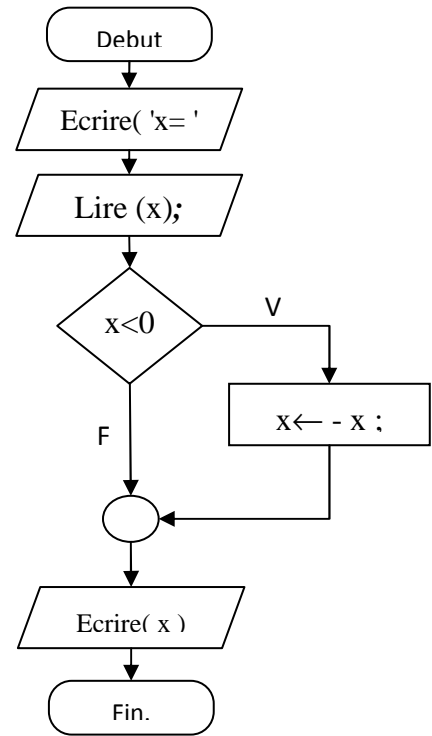 Debut
Ecrire( 'x= '
Lire (x);
x<0
V
x← - x ;
F
Ecrire( x )
Fin.